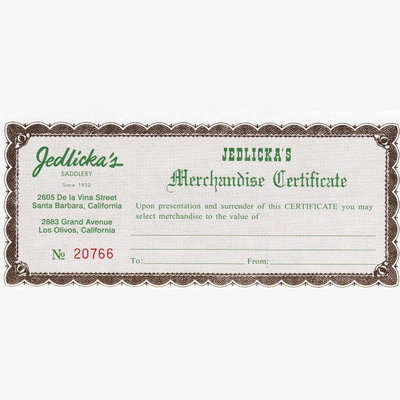 Jedlicka's
SADDLERY
Since 1932
2605 De la Vina Street
Santa Barbara, California
2883 Grand Avenue
Los Olivos, California
№ 20766
JEDLICKA'S
Merchandise Certificate
Upon presentation and surrender of this CERTIFICATE you may
select merchandise to the value of
To: From: